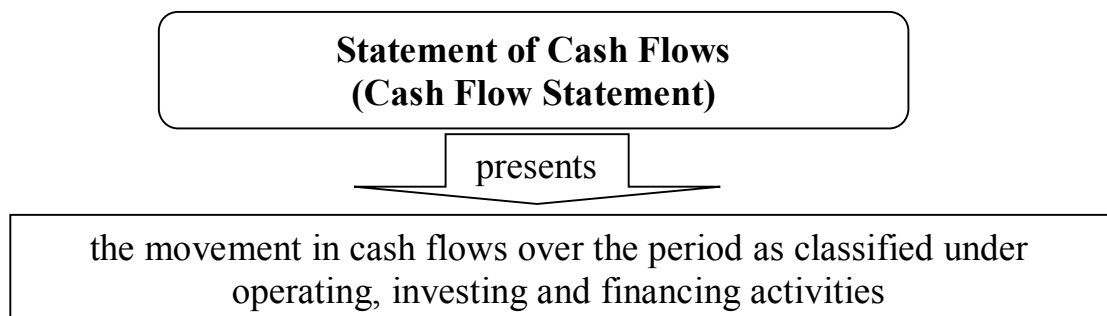 Statement of Cash Flows
(Cash Flow Statement)
presents
the movement in cash flows over the period as classified under
operating, investing and financing activities